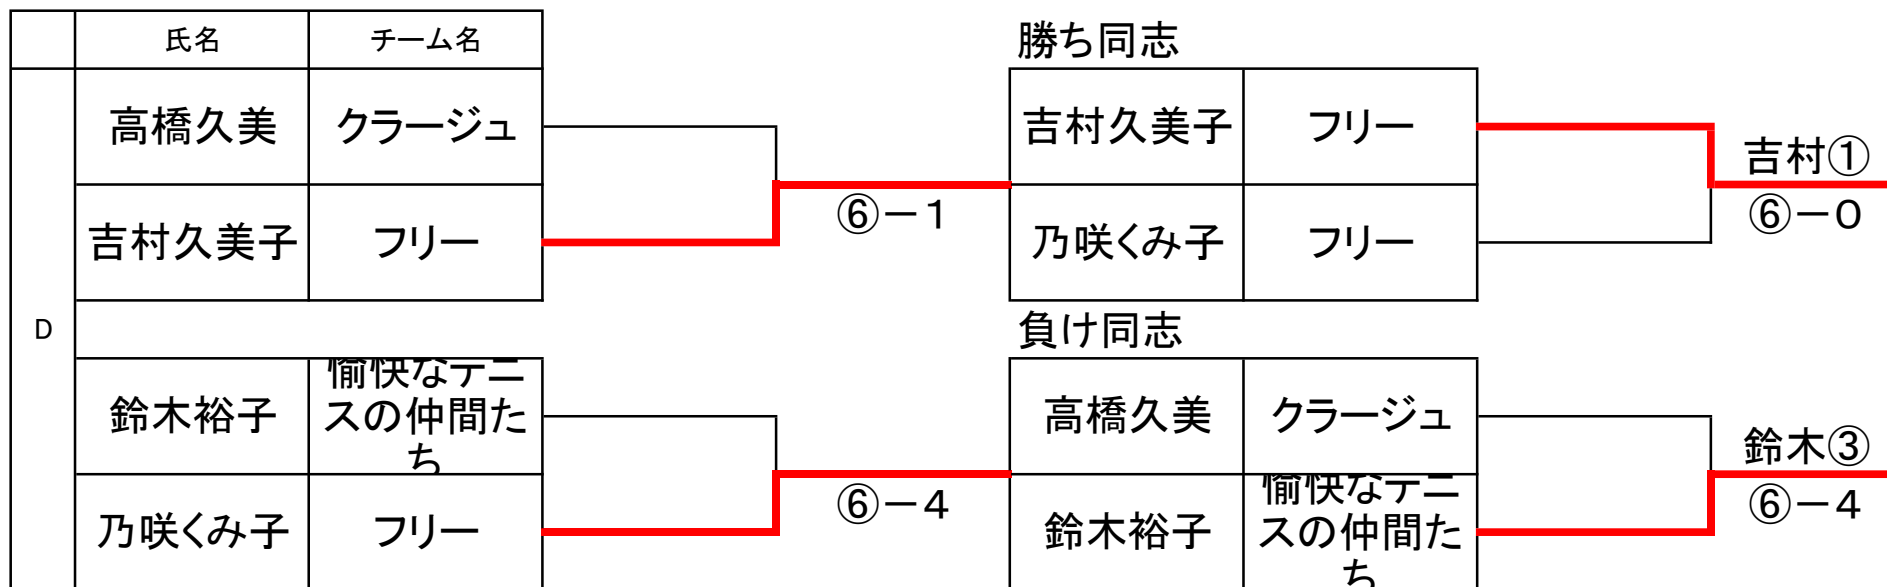 氏名 チーム名
D
高橋久美 クラージュ
吉村久美子 フリー
⑥－1
鈴木裕子
愉快なテニ
スの仲間た
ち
乃咲くみ子 フリー
⑥－4
勝ち同志
吉村久美子 フリー
乃咲くみ子 フリー
吉村①
⑥－0
負け同志
高橋久美 クラージュ
鈴木裕子
愉快なテニ
スの仲間た
ち
鈴木③
⑥－4